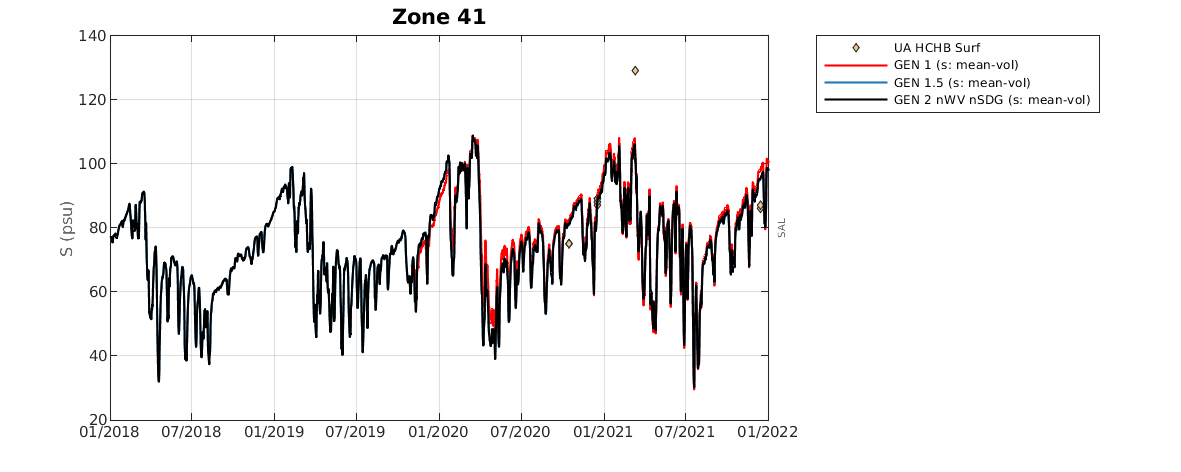 Zone 41
140
120
100
80
60
40
20
S (psu)
01/2018
07/2018
01/2019
07/2019
01/2020
07/2020
01/2021
07/2021
01/2022
SAL
UA HCHB Surf
GEN 1 (s: mean-vol)
GEN 1.5 (s: mean-vol)
GEN 2 nWV nSDG (s: mean-vol)